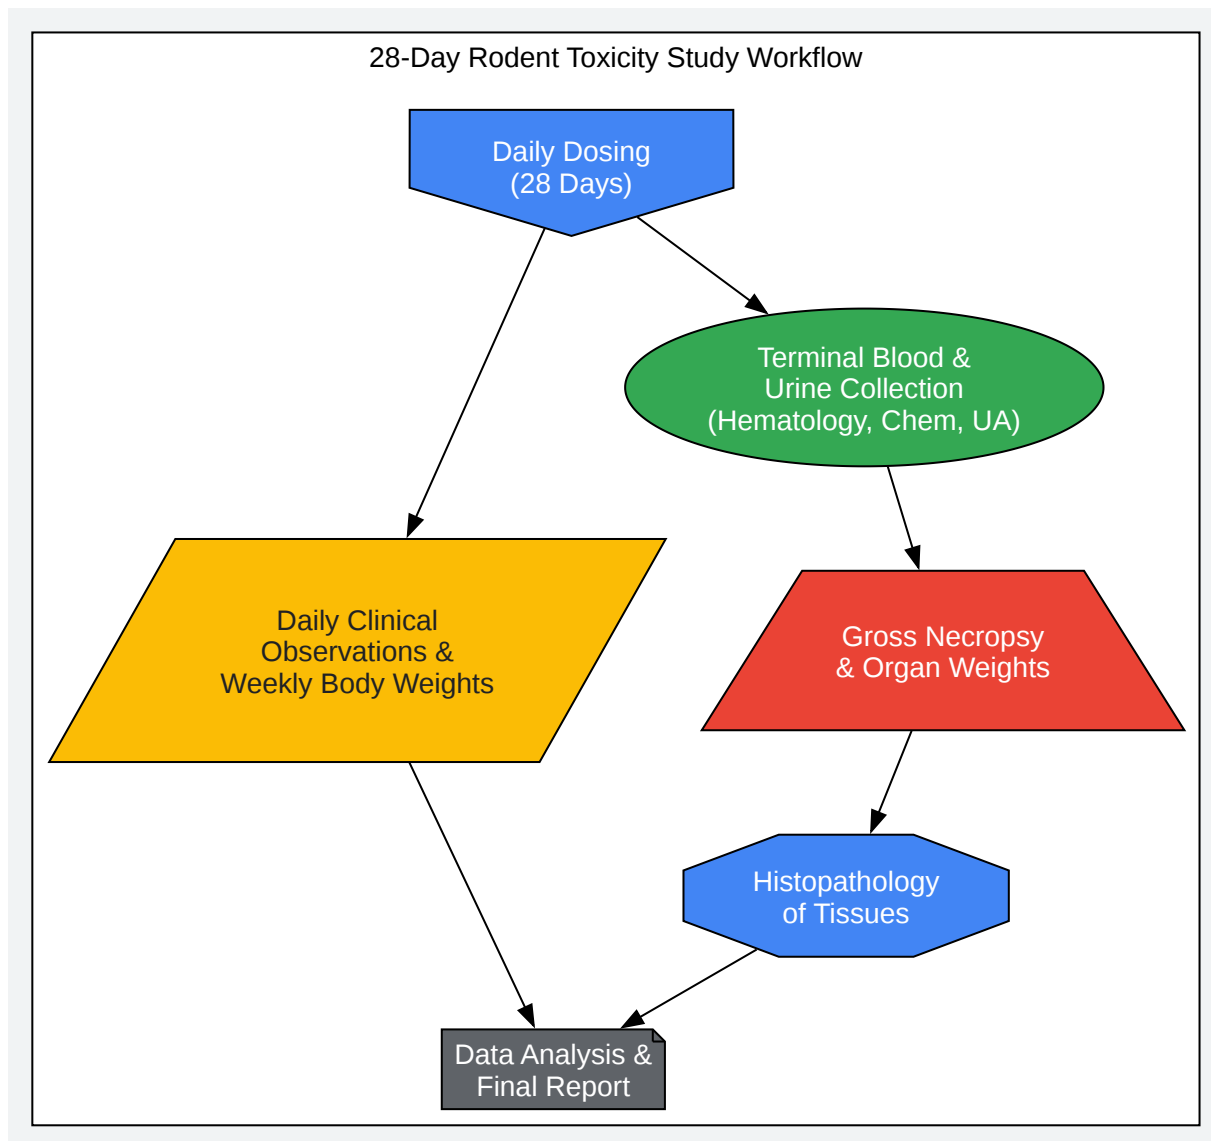 28-Day Rodent Toxicity Study Workflow
Daily Dosing
(28 Days)
Terminal Blood &
Urine Collection
(Hematology, Chem, UA)
Daily Clinical
Observations &
Weekly Body Weights
Gross Necropsy
& Organ Weights
Histopathology
of Tissues
Data Analysis &
Final Report